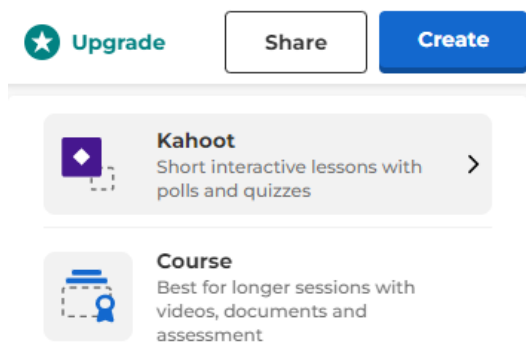 Upgrade
Share
Create
Kahoot
Short interactive lessons with
polls and quizzes
Course
Best for longer sessions with
videos, documents and
assessment